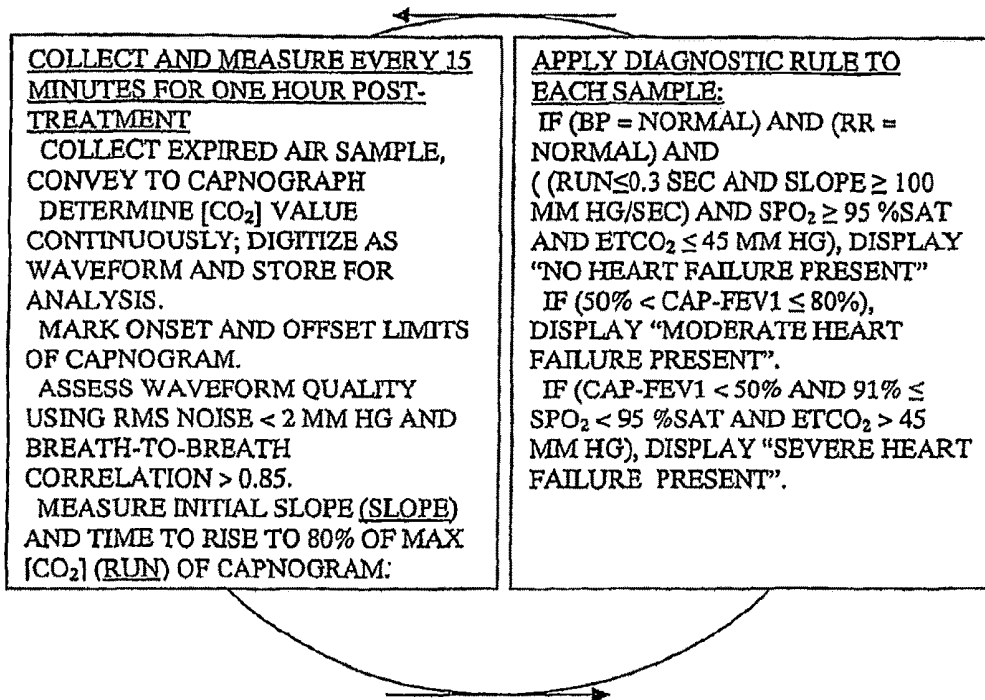 COLLECT AND MEASURE EVERY 15
MINUTES FOR ONE HOUR POST-
TREATMENT
COLLECT EXPIRED AIR SAMPLE,
CONVEY TO CAPNOGRAPH
DETERMINE [CO₂] VALUE
CONTINUOUSLY; DIGITIZE AS
WAVEFORM AND STORE FOR
ANALYSIS.
MARK ONSET AND OFFSET LIMITS
OF CAPNOGRAM.
ASSESS WAVEFORM QUALITY
USING RMS NOISE < 2 MM HG AND
BREATH-TO-BREATH
CORRELATION > 0.85.
MEASURE INITIAL SLOPE (SLOPE)
AND TIME TO RISE TO 80% OF MAX
[CO₂] (RUN) OF CAPNOGRAM.
APPLY DIAGNOSTIC RULE TO
EACH SAMPLE:
IF (BP = NORMAL) AND (RR =
NORMAL) AND
( (RUN≤0.3 SEC AND SLOPE ≥ 100
MM HG/SEC) AND SPO₂ ≥ 95 %SAT
AND ETCO₂ ≤ 45 MM HG), DISPLAY
“NO HEART FAILURE PRESENT”
IF (50% < CAP-FEV1 ≤ 80%),
DISPLAY “MODERATE HEART
FAILURE PRESENT”.
IF (CAP-FEV1 < 50% AND 91% ≤
SPO₂ < 95 %SAT AND ETCO₂ > 45
MM HG), DISPLAY “SEVERE HEART
FAILURE PRESENT”.